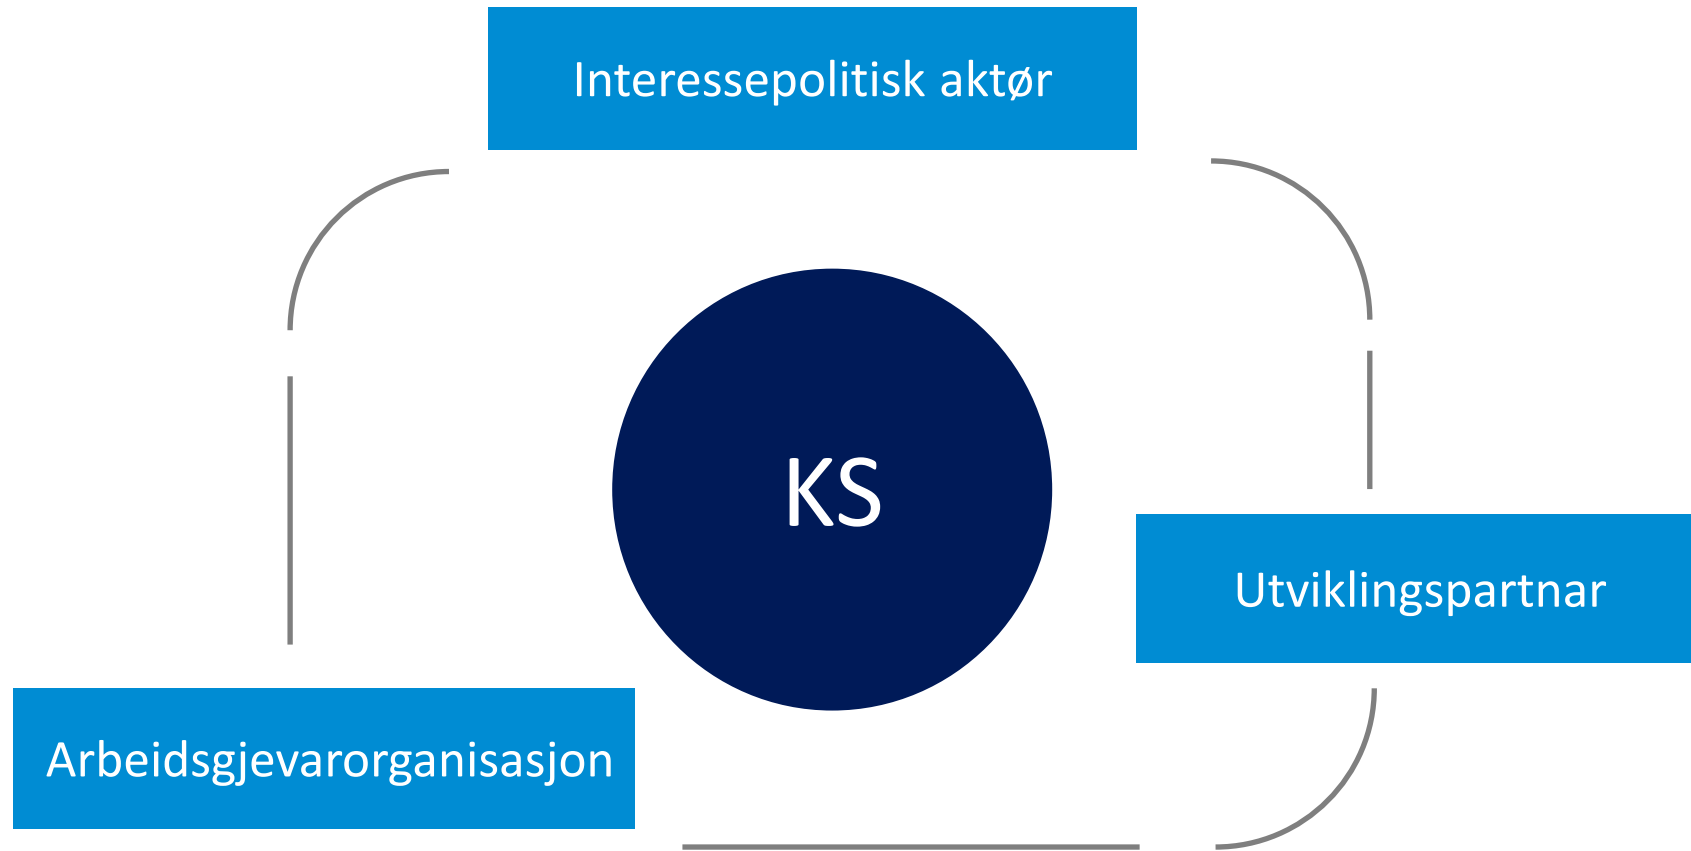 Interessepolitisk aktør
KS
Utviklingspartnar
Arbeidsgjevarorganisasjon